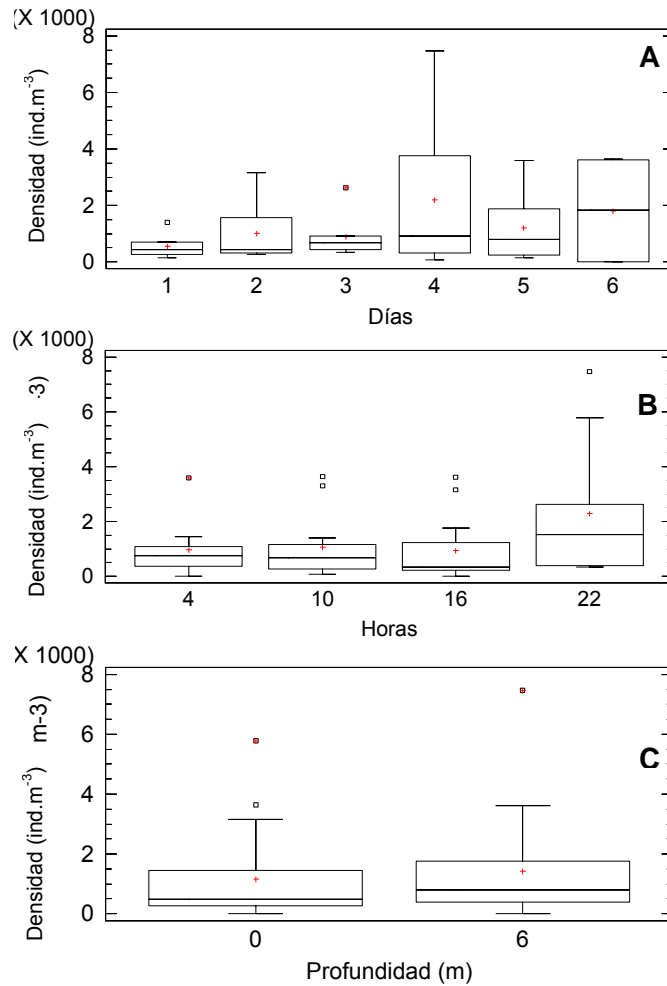 (X 1000)
A
8
6
4
2
0
Densidad (ind.m-3)
1 2 3 4 5 6
Días
(X 1000)
B
8
6
4
2
0
Densidad (ind.m-3) ·3)
4 10 16 22
Horas
X 1000)
C
8
6
4
2
0
Densidad (ind.m-3) m-3)
0 6
Profundidad (m)